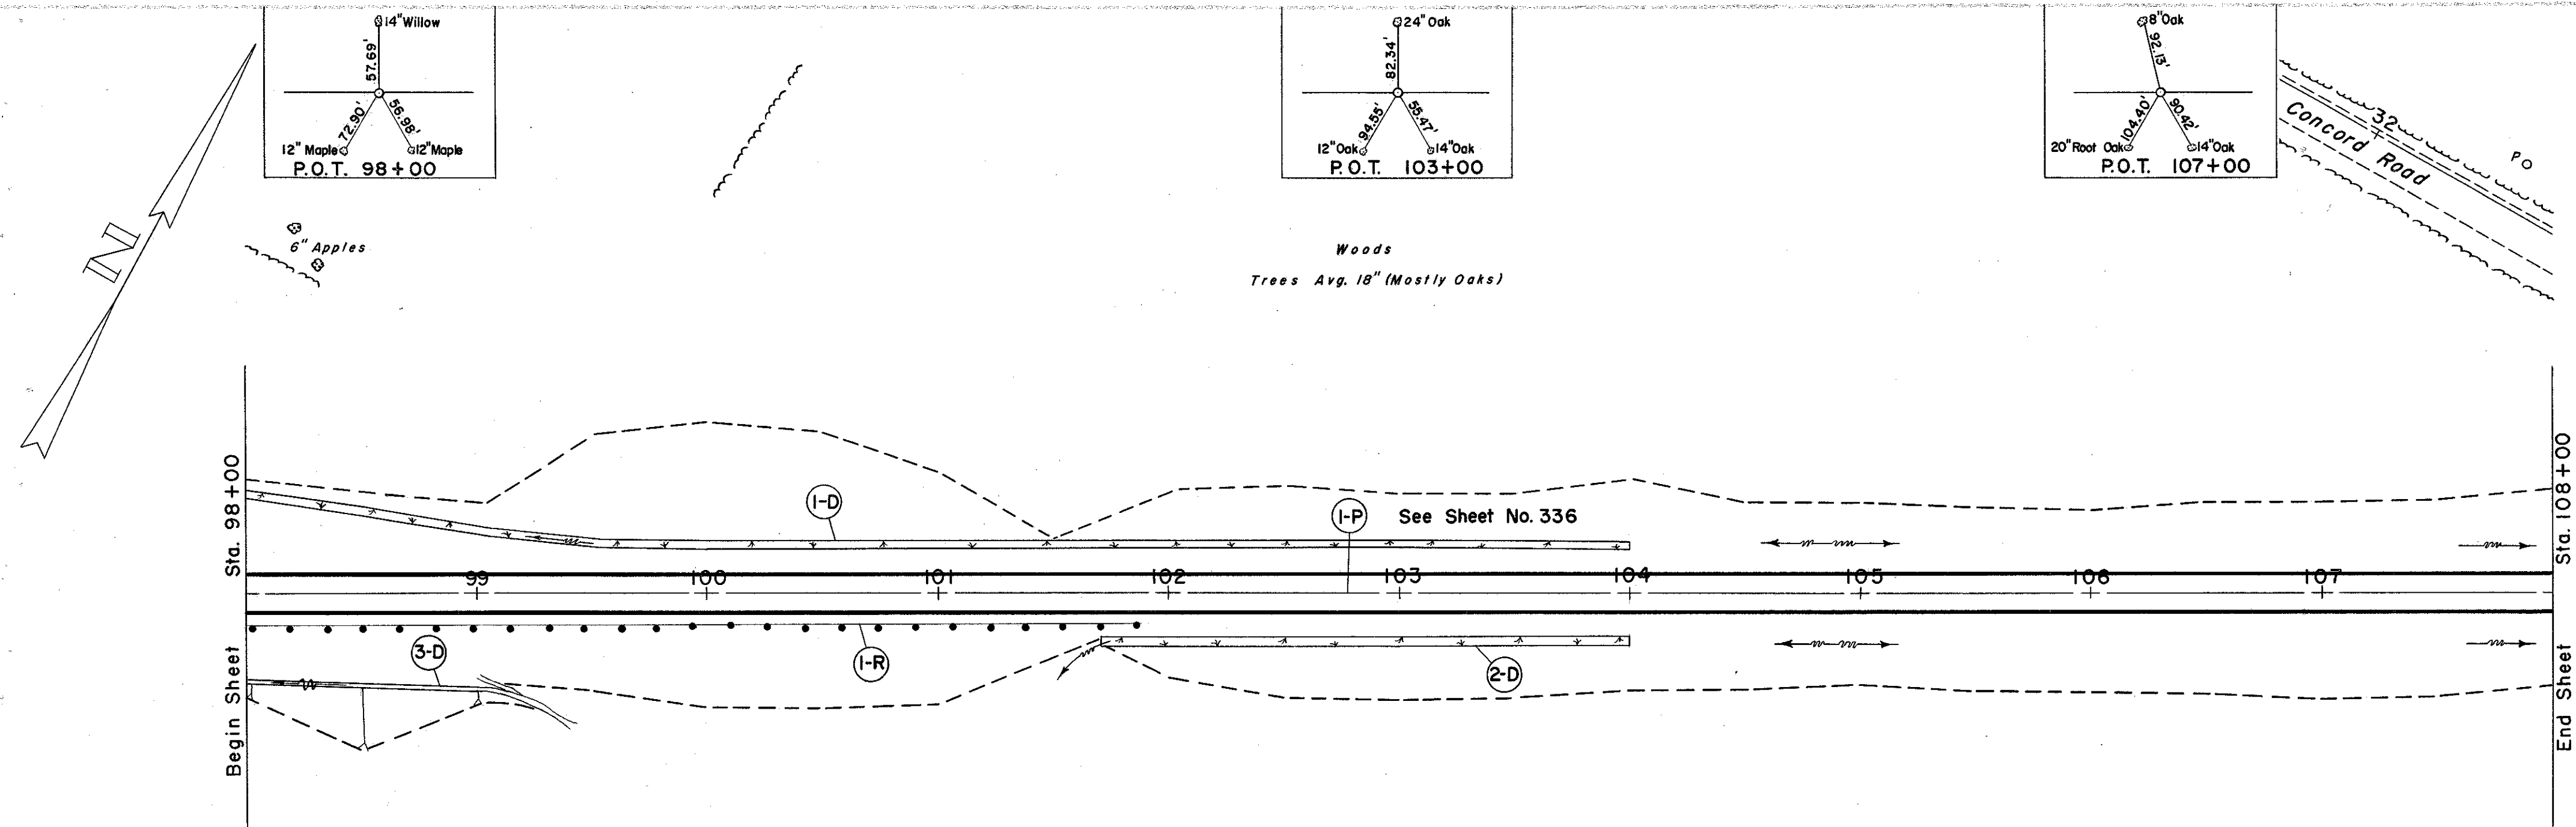 14" Willow
57.69'
72.90'
56.98'
12" Maple
12" Maple
P.O.T. 98+00
24" Oak
82.34'
94.55'
55.47'
12" Oak
14" Oak
P.O.T. 103+00
8" Oak
92.13'
104.40'
90.42'
20" Root Oak
14" Oak
P.O.T. 107+00
32
Concord Road
P
N
6" Apples
Woods
Trees Avg. 18" (Mostly Oaks)
Begin Sheet Sta. 98+00
1-D
1-P
See Sheet No. 336
99 100 101 102 103 104 105 106 107
3-D
1-R
2-D
End Sheet Sta. 108+00